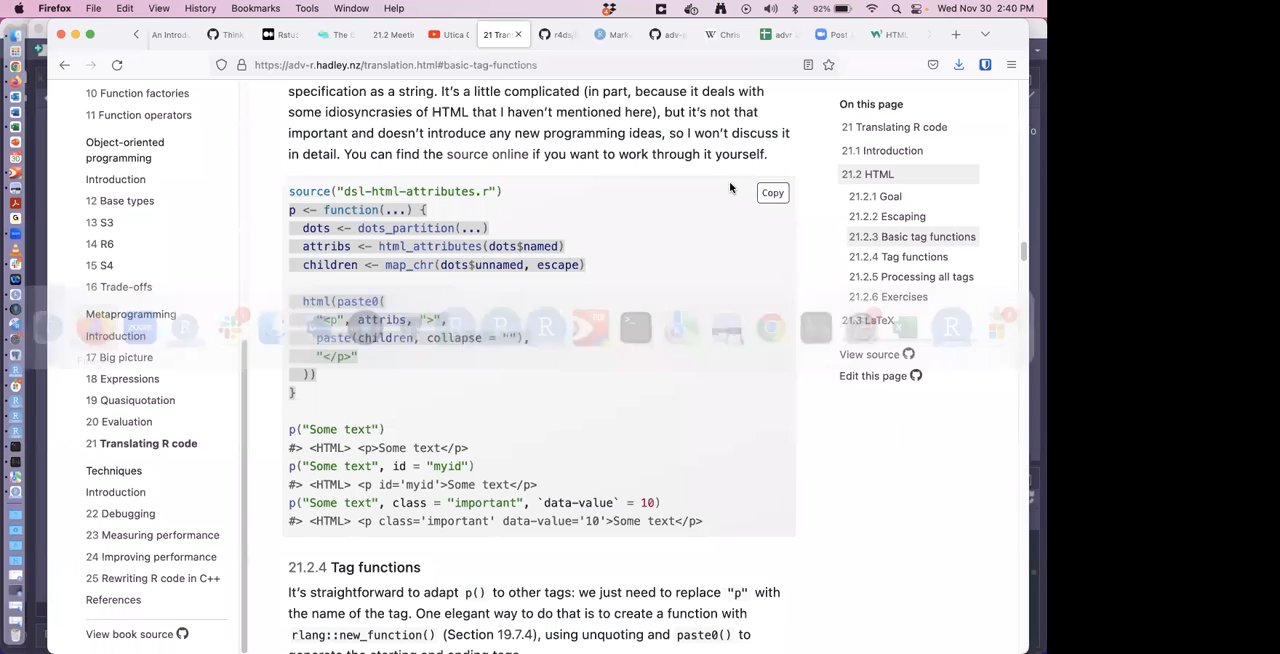 Firefox File Edit View History Bookmarks Tools Window Help 92% Wed Nov 30 2:40 PM
An Introd. Think. Rstu: The C 21.2 Meetin Utica C 21 Tran: r4ds/ Mark adv- Chris advr Post HTML
https://adv-r.hadley.nz/translation.html#basic-tag-functions
10 Function factories
11 Function operators
Object-oriented
programming
Introduction
12 Base types
13 S3
14 R6
15 S4
16 Trade-offs
Metaprogramming
Introduction
17 Big picture
18 Expressions
19 Quasiquotation
20 Evaluation
21 Translating R code
Techniques
Introduction
22 Debugging
23 Measuring performance
24 Improving performance
25 Rewriting R code in C++
References
View book source
specification as a string. It's a little complicated (in part, because it deals with
some idiosyncrasies of HTML that I haven't mentioned here), but it's not that
important and doesn't introduce any new programming ideas, so I won't discuss it
in detail. You can find the source online if you want to work through it yourself.
Copy
source("dsl-html-attributes.r")
p <- function(...) {
  dots <- dots_partition(...)
  attribs <- html_attributes(dots$named)
  children <- map_chr(dots$unnamed, escape)
  html(paste0(
    "<p", attribs, ">",
    paste(children, collapse = ""),
    "</p>"
  ))
}
p("Some text")
#> <HTML> <p>Some text</p>
p("Some text", id = "myid")
#> <HTML> <p id='myid'>Some text</p>
p("Some text", class = "important", `data-value` = 10)
#> <HTML> <p class='important' data-value='10'>Some text</p>
21.2.4 Tag functions
It's straightforward to adapt p() to other tags: we just need to replace "p" with
the name of the tag. One elegant way to do that is to create a function with
rlang::new_function() (Section 19.7.4), using unquoting and paste0() to
generate the starting and ending tags.
On this page
21 Translating R code
21.1 Introduction
21.2 HTML
21.2.1 Goal
21.2.2 Escaping
21.2.3 Basic tag functions
21.2.4 Tag functions
21.2.5 Processing all tags
21.2.6 Exercises
21.3 LaTeX
View source
Edit this page